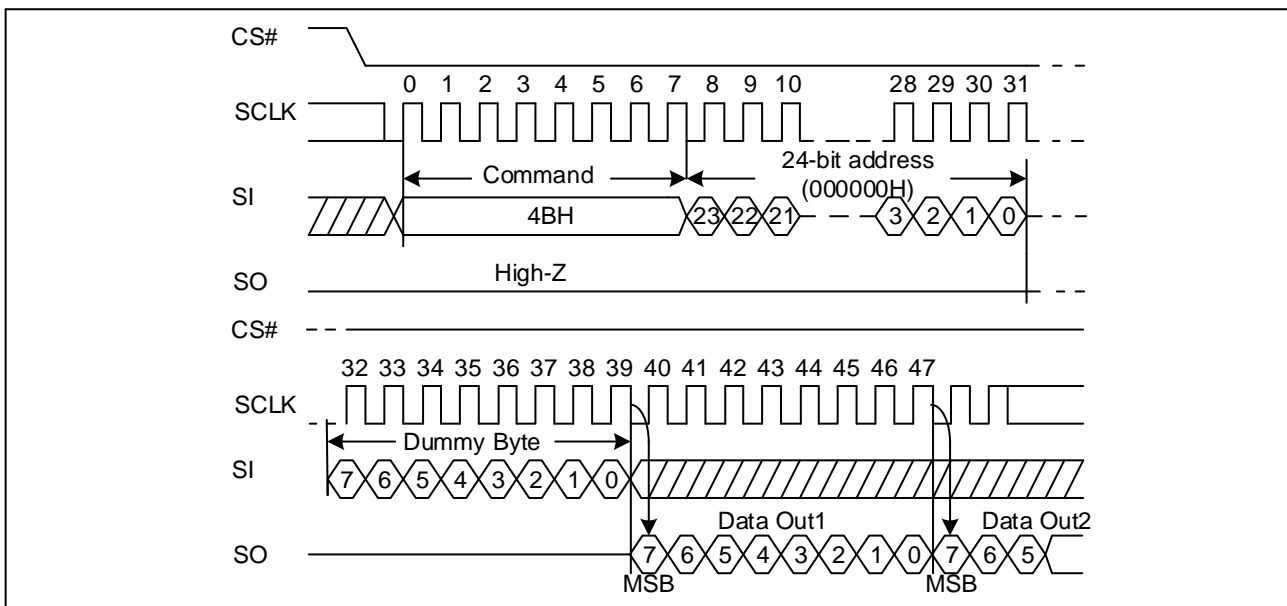 CS#
0 1 2 3 4 5 6 7 8 9 10 28 29 30 31
SCLK
Command
24-bit address
(000000H)
SI
4BH
23 22 21 3 2 1 0
High-Z
SO
CS#
32 33 34 35 36 37 38 39 40 41 42 43 44 45 46 47
SCLK
Dummy Byte
SI
7 6 5 4 3 2 1 0
Data Out1
Data Out2
SO
7 6 5 4 3 2 1 0 7 6 5
MSB
MSB